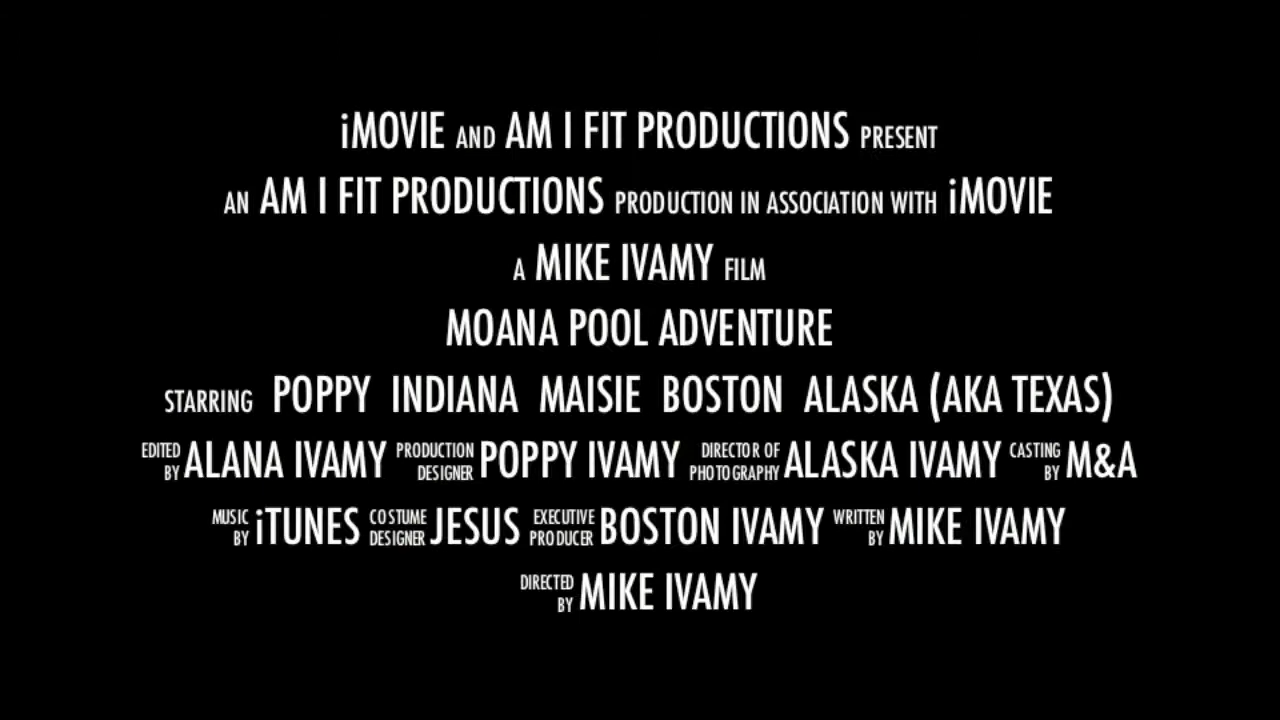 iMOVIE AND AM I FIT PRODUCTIONS PRESENT
AN AM I FIT PRODUCTIONS PRODUCTION IN ASSOCIATION WITH iMOVIE
A MIKE IVAMY FILM
MOANA POOL ADVENTURE
STARRING POPPY INDIANA MAISIE BOSTON ALASKA (AKA TEXAS)
EDITED BY ALANA IVAMY PRODUCTION DESIGNER POPPY IVAMY DIRECTOR OF PHOTOGRAPHY ALASKA IVAMY CASTING BY M&A
MUSIC BY iTUNES COSTUME DESIGNER JESUS EXECUTIVE PRODUCER BOSTON IVAMY WRITTEN BY MIKE IVAMY
DIRECTED BY MIKE IVAMY